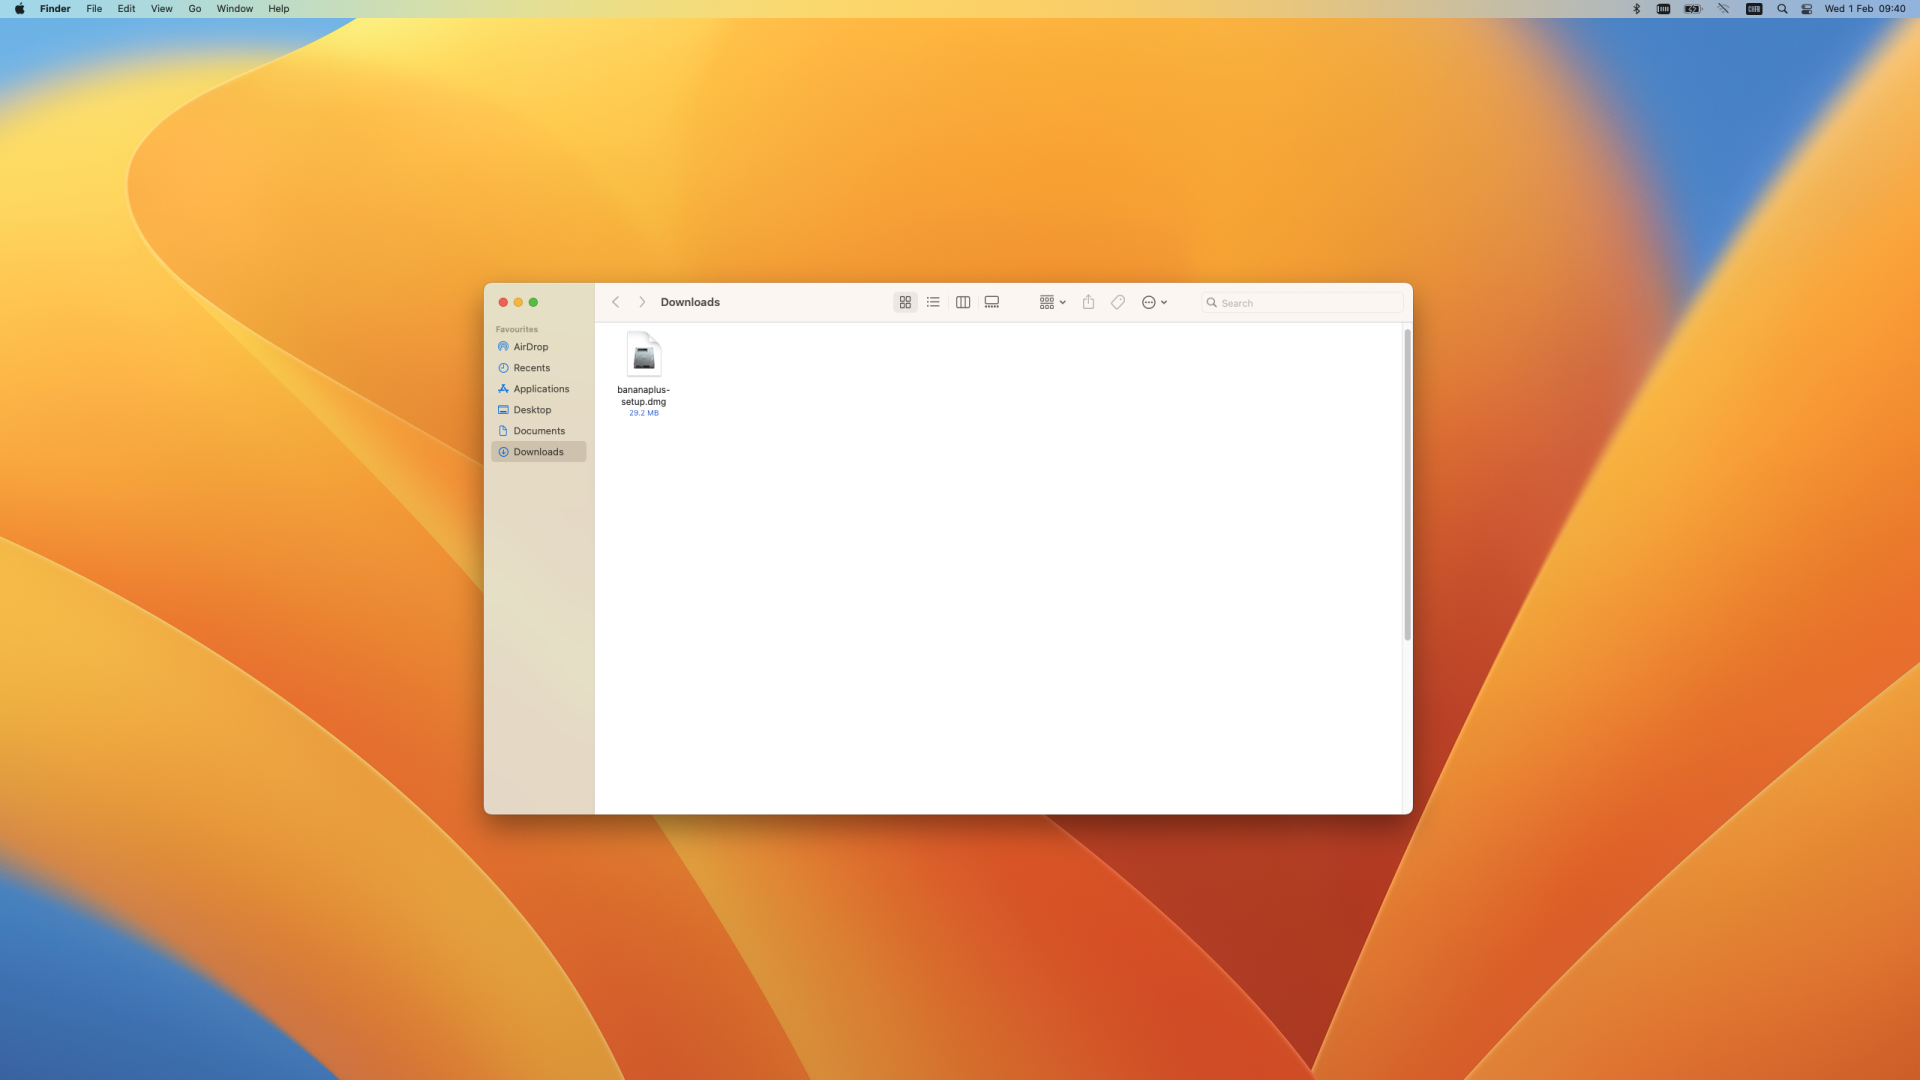 Finder File Edit View Go Window Help
Wed 1 Feb 09:40
Downloads
Search
Favourites
AirDrop
Recents
Applications
Desktop
Documents
Downloads
bananaplus-
setup.dmg
29.2 MB